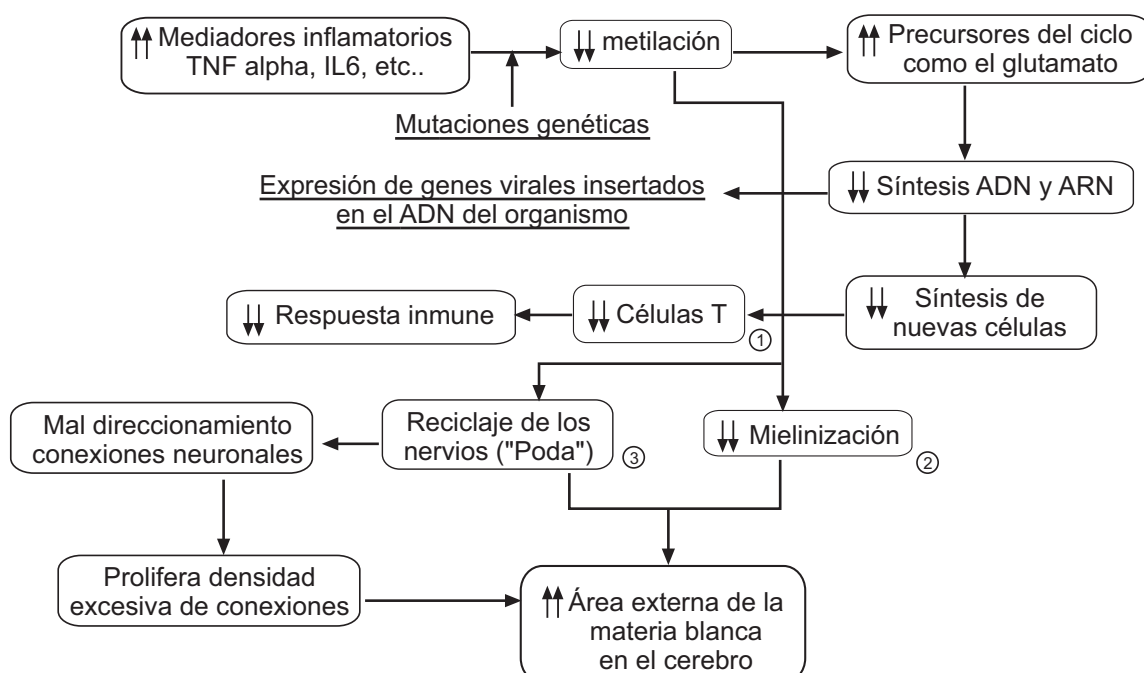 Mediadores inflamatorios
TNF alpha, IL6, etc..
metilación
Precursores del ciclo
como el glutamato
Mutaciones genéticas
Expresión de genes virales insertados
en el ADN del organismo
Síntesis ADN y ARN
Respuesta inmune
Células T
1
Síntesis de
nuevas células
Mal direccionamiento
conexiones neuronales
Reciclaje de los
nervios ("Poda")
3
Mielinización
2
Prolifera densidad
excesiva de conexiones
Área externa de la
materia blanca
en el cerebro